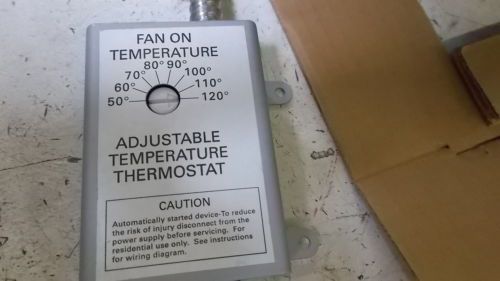 FAN ON
TEMPERATURE
80° 90°
70° 100°
60° 110°
50° 120°
ADJUSTABLE
TEMPERATURE
THERMOSTAT
CAUTION
Automatically started device-To reduce
the risk of injury disconnect from the
power supply before servicing. For
residential use only. See instructions
for wiring diagram.